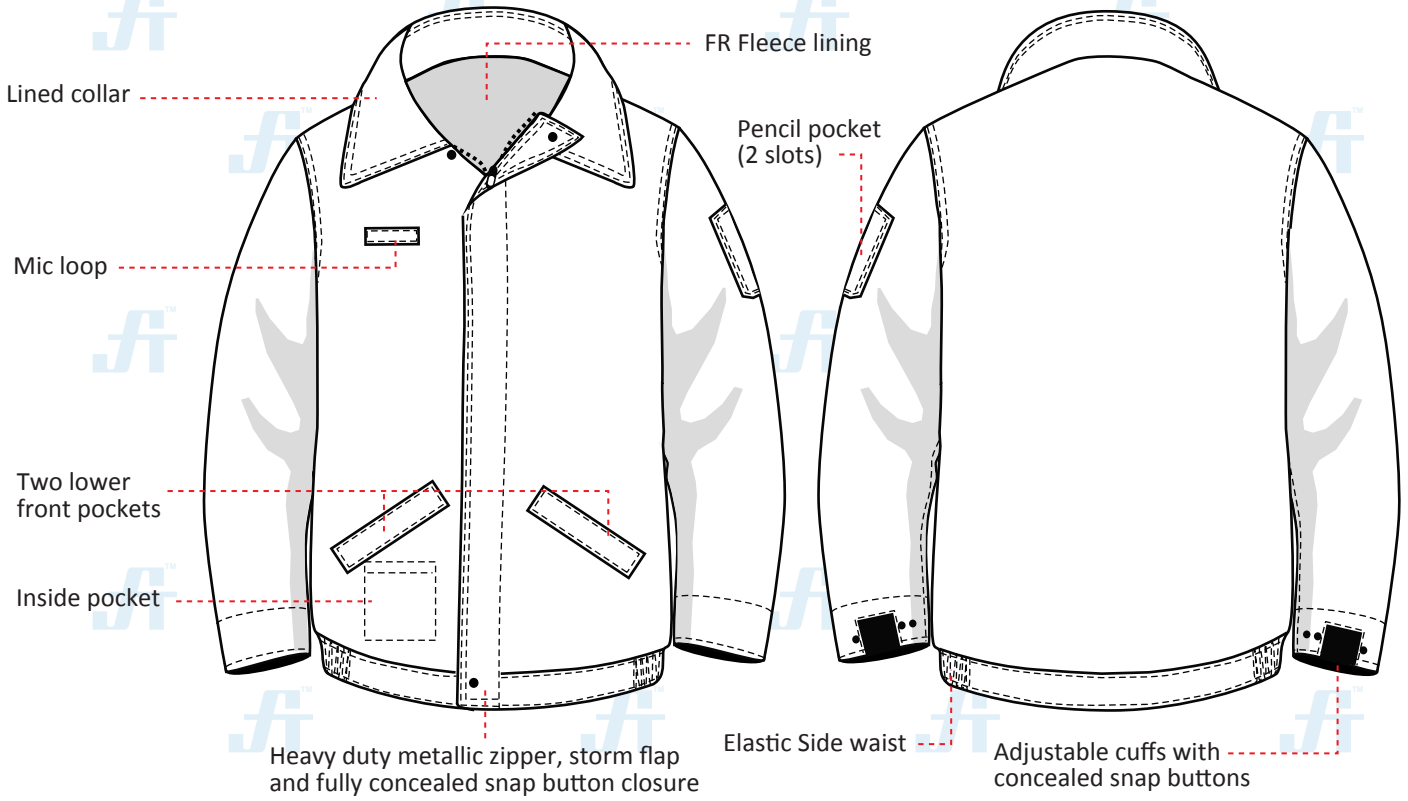 FR Fleece lining
Lined collar
Pencil pocket
(2 slots)
Mic loop
Two lower
front pockets
Inside pocket
Heavy duty metallic zipper, storm flap
and fully concealed snap button closure
Elastic Side waist
Adjustable cuffs with
concealed snap buttons